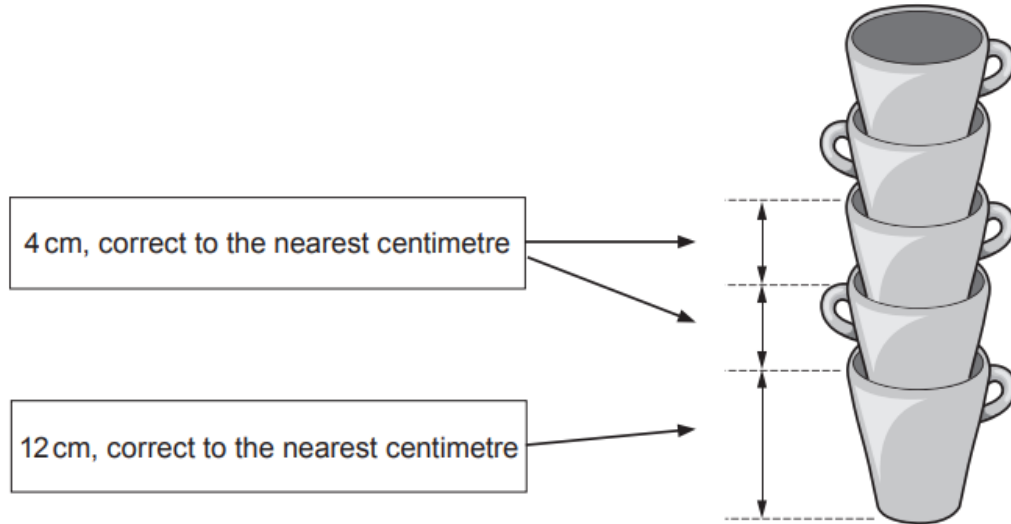 4 cm, correct to the nearest centimetre
12 cm, correct to the nearest centimetre